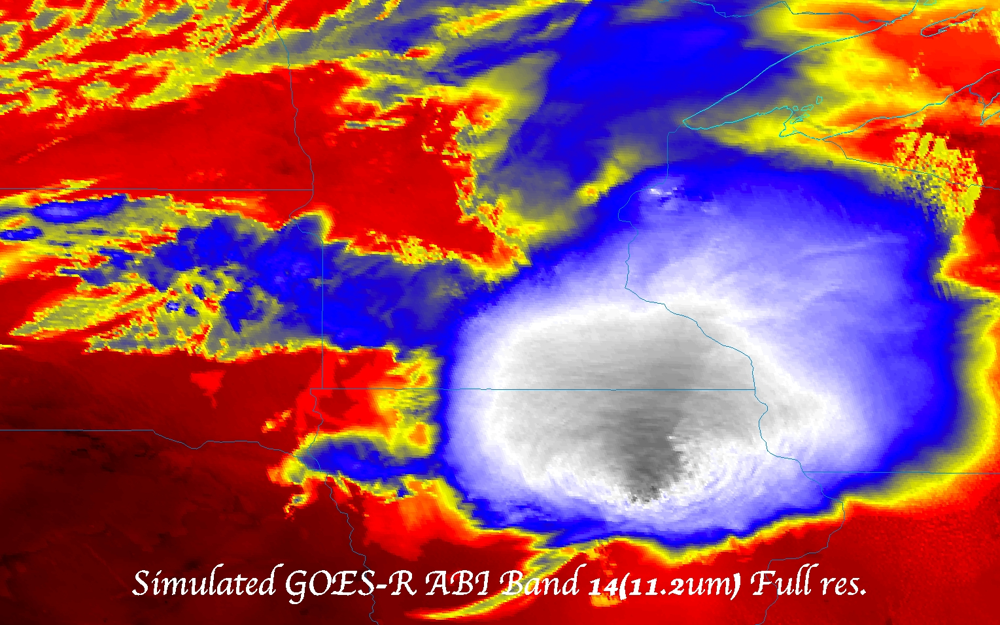 Simulated GOES-R ABI Band 14(11.2um) Full res.